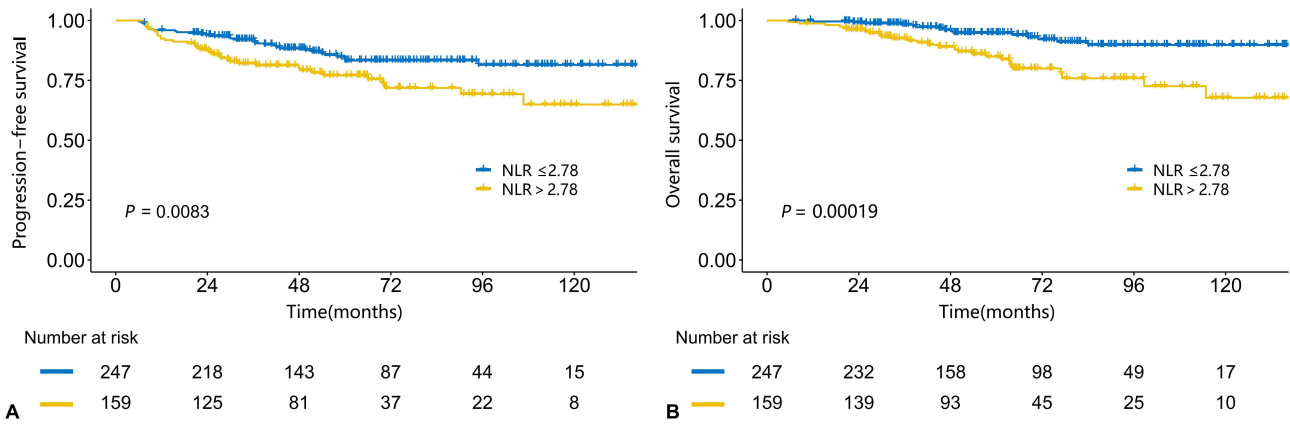 Progression-free survival
1.00
0.75
0.50
0.25
0.00
NLR ≤2.78
NLR > 2.78
P = 0.0083
0 24 48 72 96 120
Time(months)
Number at risk
247 218 143 87 44 15
159 125 81 37 22 8
A
Overall survival
1.00
0.75
0.50
0.25
0.00
NLR ≤2.78
NLR > 2.78
P = 0.00019
0 24 48 72 96 120
Time(months)
Number at risk
247 232 158 98 49 17
159 139 93 45 25 10
B